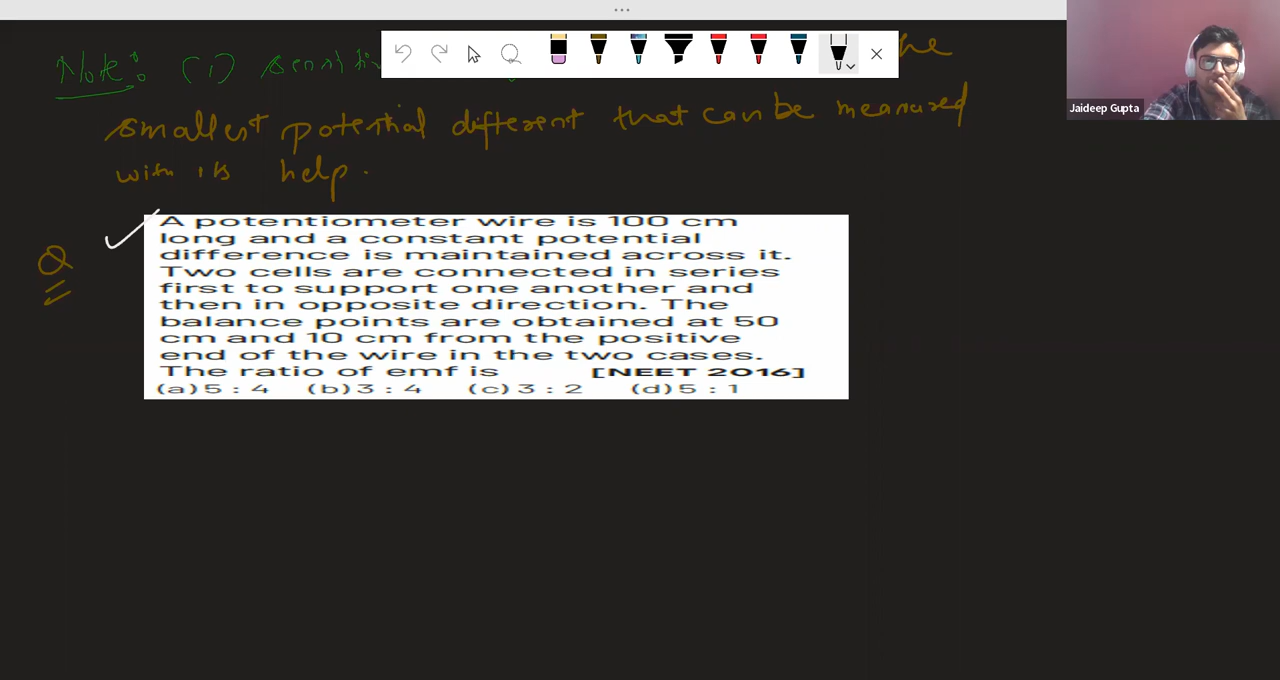 Jaideep Gupta
Note: (1) sensiti he
smallest potential different that can be measured
with its help.
Q
A potentiometer wire is 100 cm
long and a constant potential
difference is maintained across it.
Two cells are connected in series
first to support one another and
then in opposite direction. The
balance points are obtained at 50
cm and 10 cm from the positive
end of the wire in the two cases.
The ratio of emf is [NEET 2016]
(a) 5 : 4 (b) 3 : 4 (c) 3 : 2 (d) 5 : 1